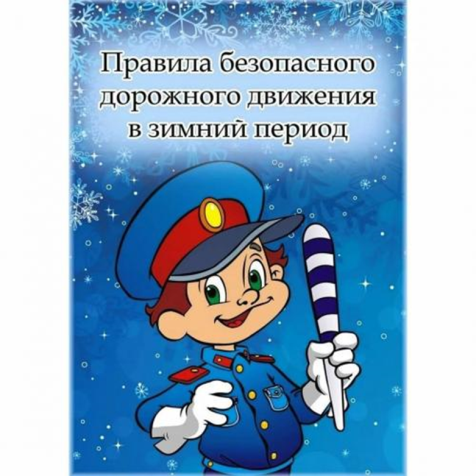 Правила безопасного
дорожного движения
в зимний период